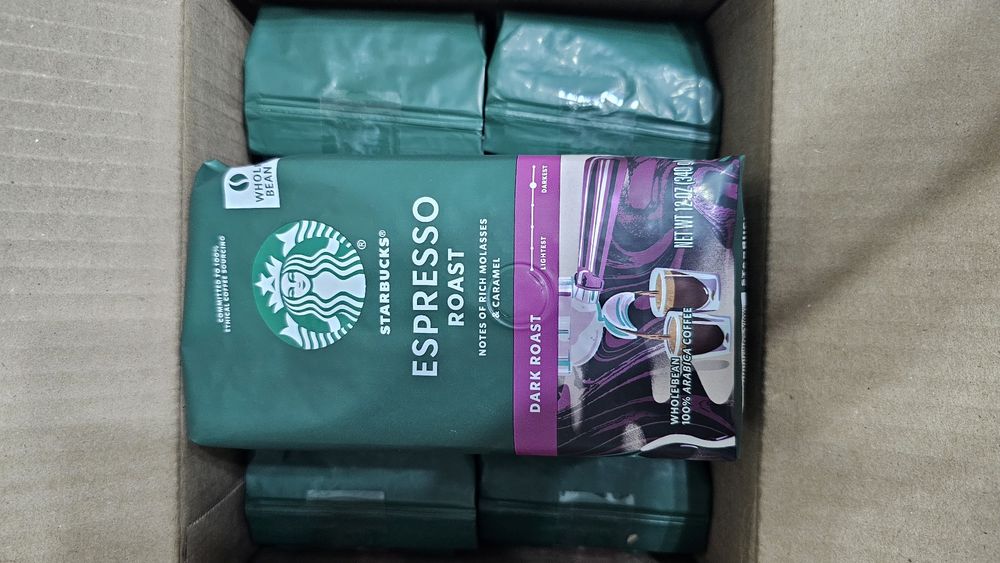 WHOLE
BEAN
COMMITTED TO 100%
ETHICAL COFFEE SOURCING
®
STARBUCKS®
ESPRESSO
ROAST
NOTES OF RICH MOLASSES
& CARAMEL
DARK ROAST
LIGHTEST
DARKEST
WHOLE BEAN
100% ARABICA COFFEE
NET WT 12 OZ (340g)